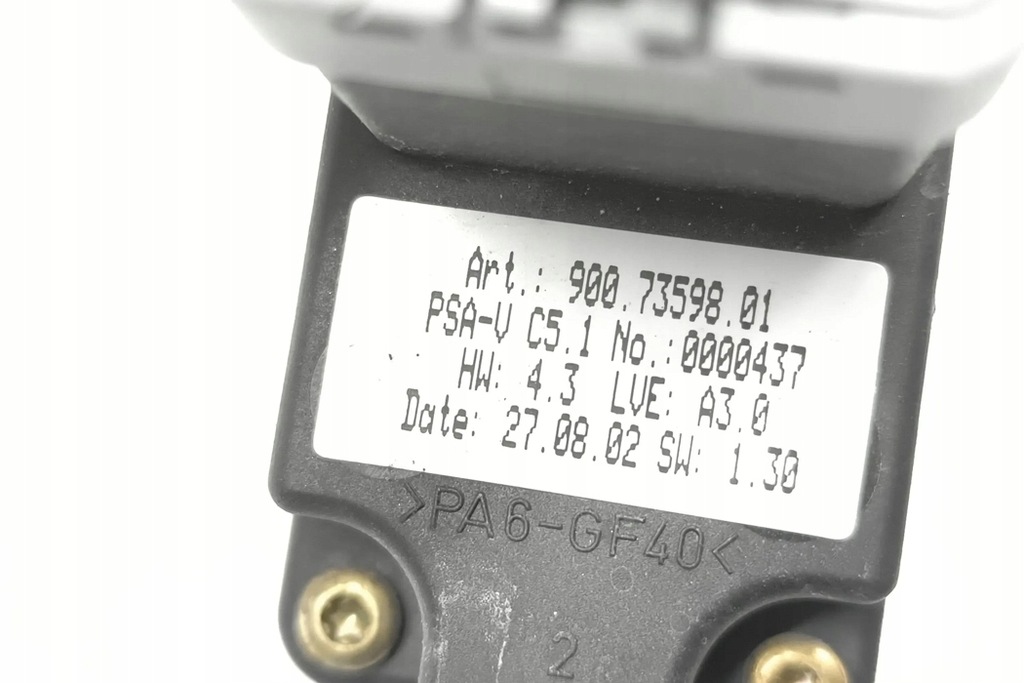 Art.: 900.73598.01
PSA-V C5.1 No.:0000437
HW: 4.3 LVE: A3.0
Date: 27.08.02 SW: 1.30
>PA6-GF40<
2